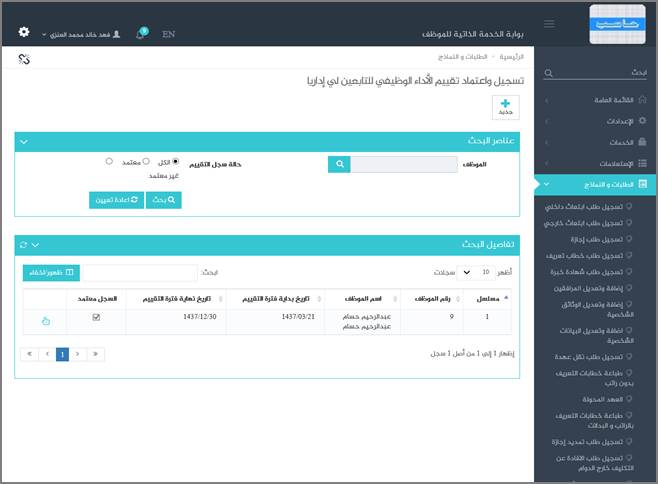 حاسب
بوابة الخدمة الذاتية للموظف
EN
9
فهد خالد محمد العنزي
ابحث
القائمة العامة
الإعدادات
الخدمات
الإستعلامات
الطلبات و النماذج
تسجيل طلب ابتعاث داخلي
تسجيل طلب ابتعاث خارجي
تسجيل طلب إجازة
تسجيل طلب خطاب تعريف
تسجيل طلب شهادة خبرة
إضافة وتعديل المرافقين
إضافة وتعديل الوثائق
الشخصية
اضافة وتعديل البيانات
الشخصية
تسجيل طلب نقل عهدة
طباعة خطابات التعريف
بدون راتب
العهد المحولة
طباعة خطابات التعريف
بالراتب و البدلات
تسجيل طلب تمديد إجازة
تسجيل طلب الافادة عن
التكليف خارج الدوام
الرئيسية - الطلبات و النماذج
تسجيل واعتماد تقييم الأداء الوظيفي للتابعين لي إداريا
جديد
عناصر البحث
الموظف
حالة سجل التقييم
الكل معتمد
غير معتمد
بحث
اعادة تعيين
تفاصيل البحث
أظهر 10 سجلات
ابحث:
ظهور/اخفاء
مسلسل رقم الموظف اسم الموظف تاريخ بداية فترة التقييم تاريخ نهاية فترة التقييم السجل معتمد
1 9 عبدالرحيم حسام 1437/03/21 1437/12/30
عبدالرحيم حسام
إظهار 1 إلى 1 من أصل 1 سجل
« ‹ 1 › »